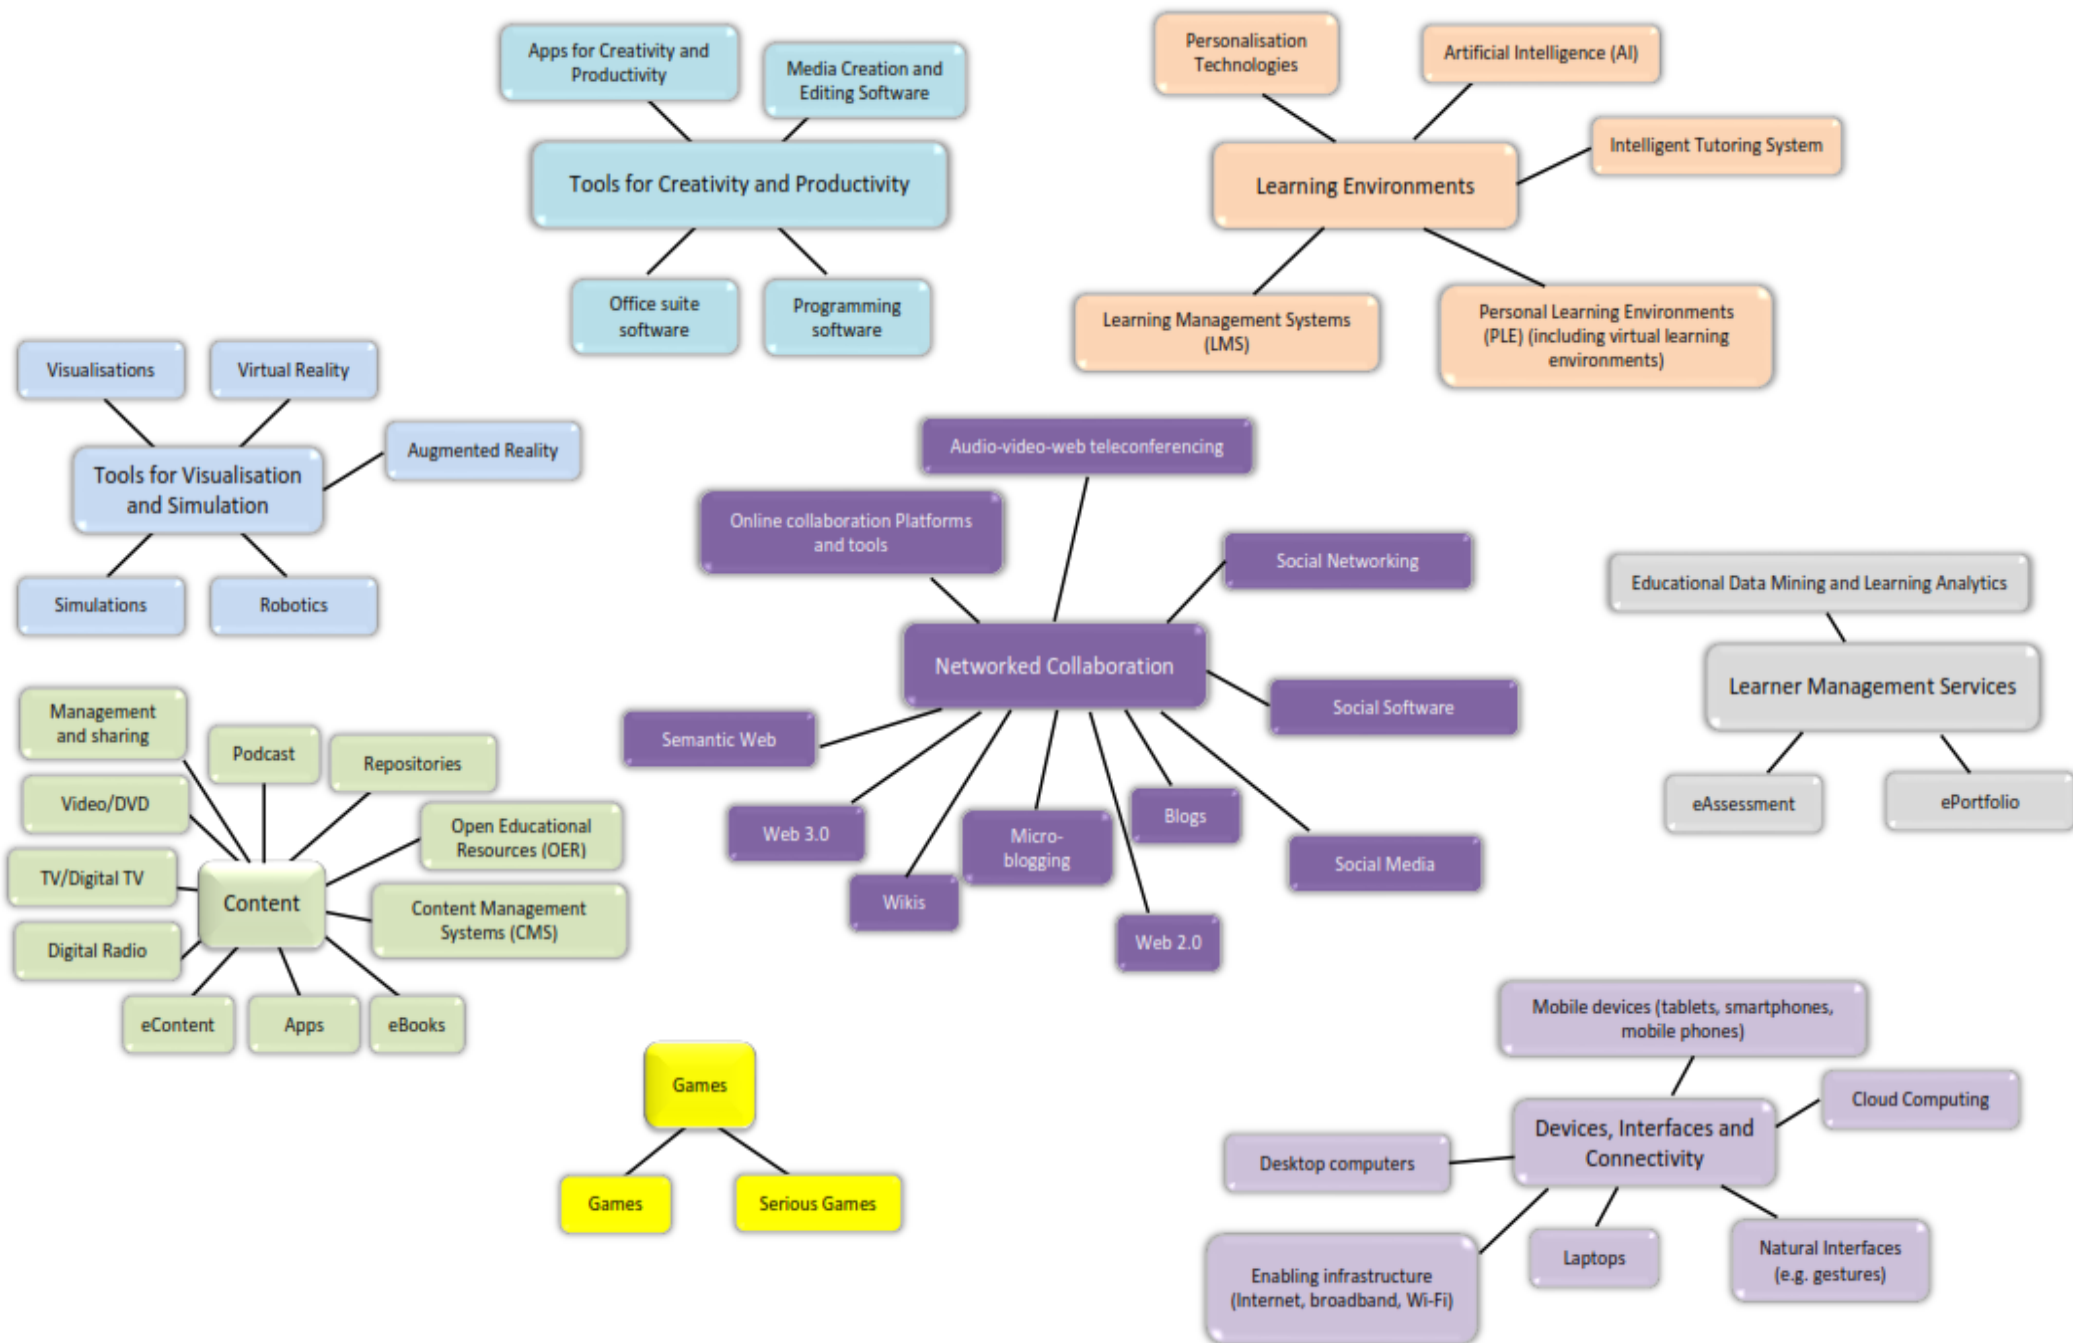 Apps for Creativity and
Productivity
Media Creation and
Editing Software
Tools for Creativity and Productivity
Office suite
software
Programming
software
Personalisation
Technologies
Artificial Intelligence (AI)
Intelligent Tutoring System
Learning Environments
Learning Management Systems
(LMS)
Personal Learning Environments
(PLE) (including virtual learning
environments)
Visualisations
Virtual Reality
Augmented Reality
Tools for Visualisation
and Simulation
Simulations
Robotics
Audio-video-web teleconferencing
Online collaboration Platforms
and tools
Social Networking
Networked Collaboration
Social Software
Semantic Web
Web 3.0
Wikis
Micro-
blogging
Blogs
Web 2.0
Social Media
Educational Data Mining and Learning Analytics
Learner Management Services
eAssessment
ePortfolio
Management
and sharing
Podcast
Repositories
Video/DVD
Open Educational
Resources (OER)
TV/Digital TV
Content
Content Management
Systems (CMS)
Digital Radio
eContent
Apps
eBooks
Games
Games
Serious Games
Mobile devices (tablets, smartphones,
mobile phones)
Cloud Computing
Devices, Interfaces and
Connectivity
Desktop computers
Enabling infrastructure
(Internet, broadband, Wi-Fi)
Laptops
Natural Interfaces
(e.g. gestures)